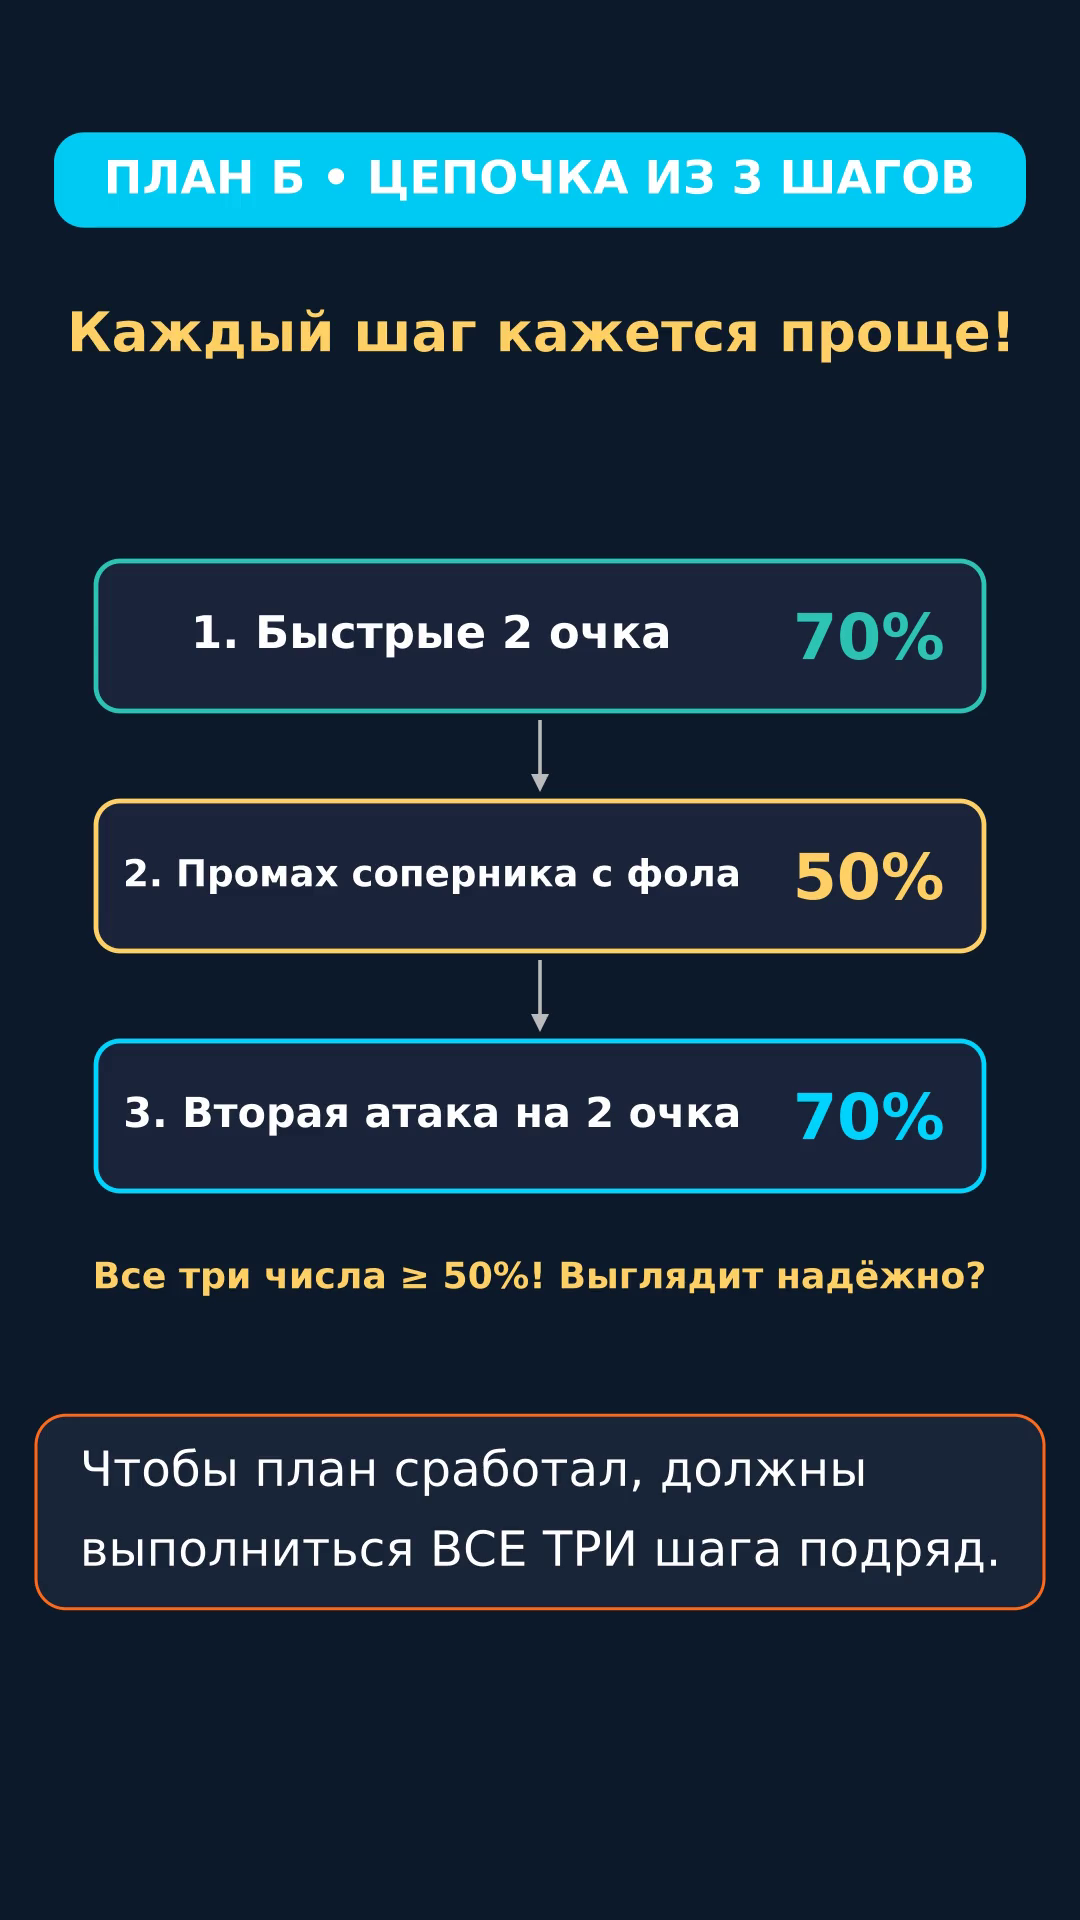 ПЛАН Б • ЦЕПОЧКА ИЗ 3 ШАГОВ
Каждый шаг кажется проще!
1. Быстрые 2 очка 70%
2. Промах соперника с фола 50%
3. Вторая атака на 2 очка 70%
Все три числа ≥ 50%! Выглядит надёжно?
Чтобы план сработал, должны
выполниться ВСЕ ТРИ шага подряд.